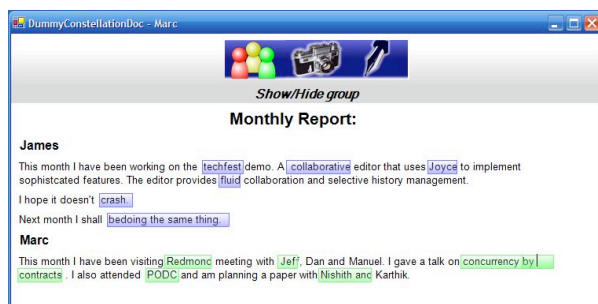 DummyConstellationDoc - Marc
Show/Hide group
Monthly Report:
James
This month I have been working on the techfest demo. A collaborative editor that uses Joyce to implement
sophistcated features. The editor provides fluid collaboration and selective history management.
I hope it doesn't crash.
Next month I shall bedoing the same thing.
Marc
This month I have been visiting Redmond meeting with Jeff, Dan and Manuel. I gave a talk on concurrency by
contracts . I also attended PODC and am planning a paper with Nishith and Karthik.